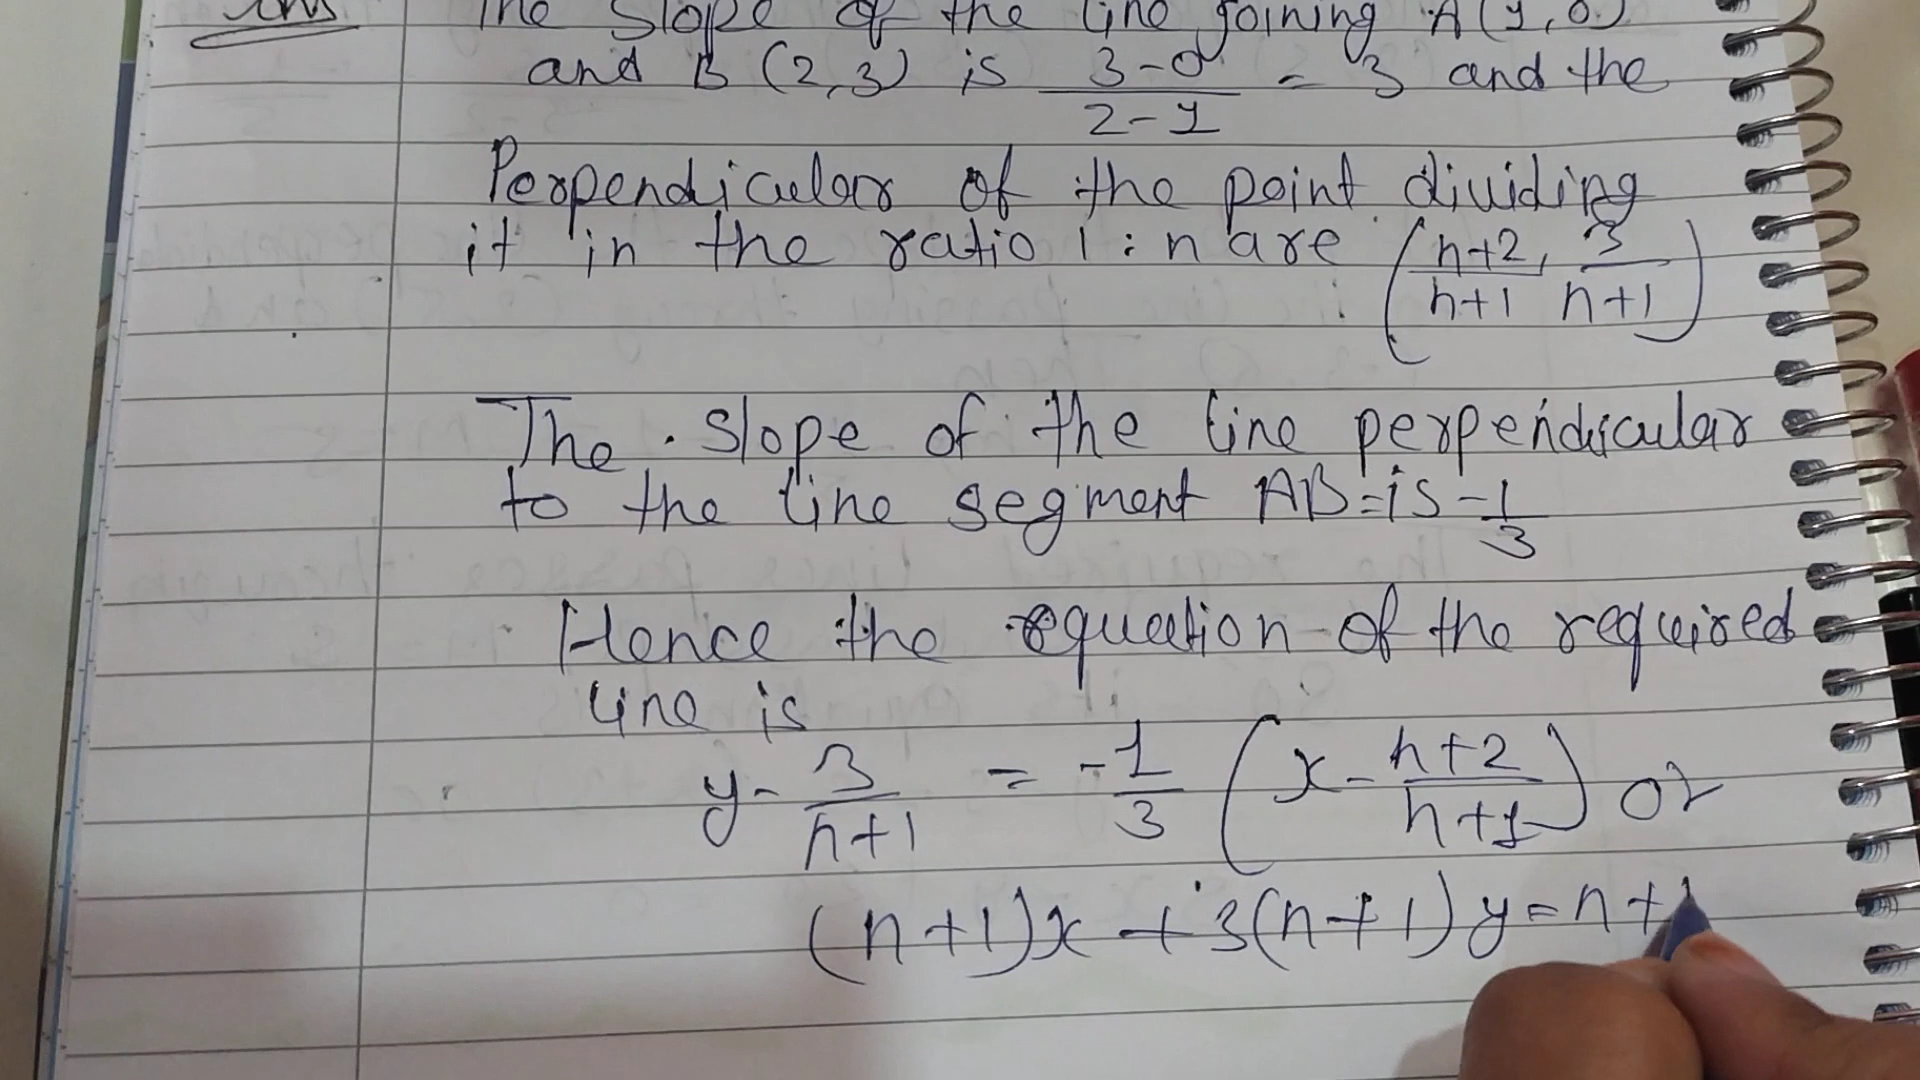 Ans The slope of the line joining A(1,0)
and B (2,3) is 3-0/2-1 = 3 and the
Perpendicular of the point dividing
it in the ratio 1:n are (n+2/n+1, 3/n+1)
The slope of the line perpendicular
to the line segment AB=is -1/3
Hence the equation of the required
line is
y - 3/n+1 = -1/3 (x - n+2/n+1) or
(n+1)x + 3(n+1)y = n+